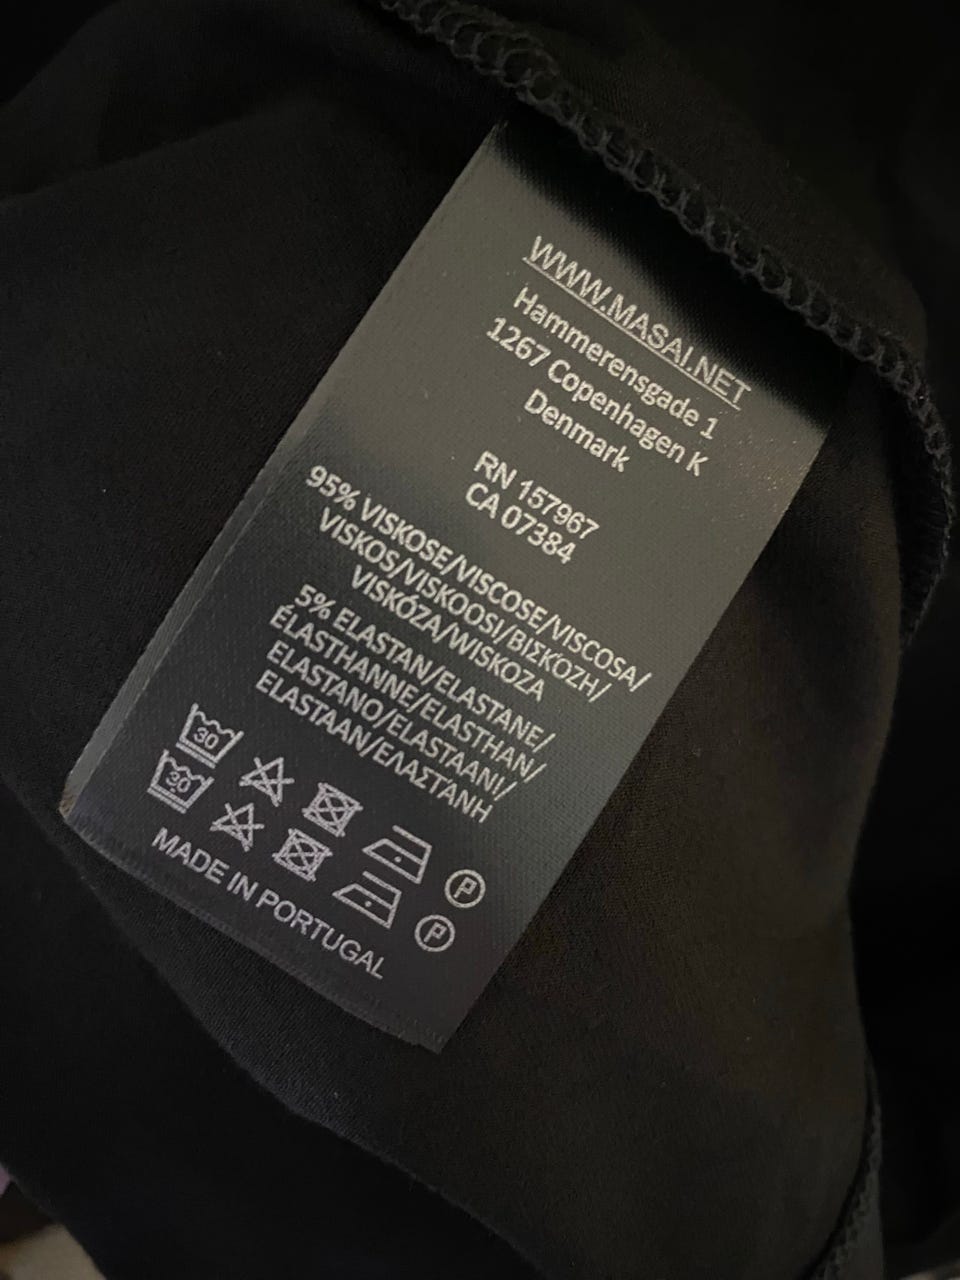 WWW.MASAI.NET
Hammerensgade 1
1267 Copenhagen K
Denmark
RN 157967
CA 07384
95% VISKOSE/VISCOSE/VISCOSA/
VISKOS/VISKOOSI/ΒΙΣΚΌΖΗ/
VISKÓZA/WISKOZA
5% ELASTAN/ELASTANE/
ÉLASTHANNE/ELASTHAN/
ELASTANO/ELASTAANI/
ELASTAAN/ΕΛΑΣΤΑΝΗ
30 P
30 P
MADE IN PORTUGAL